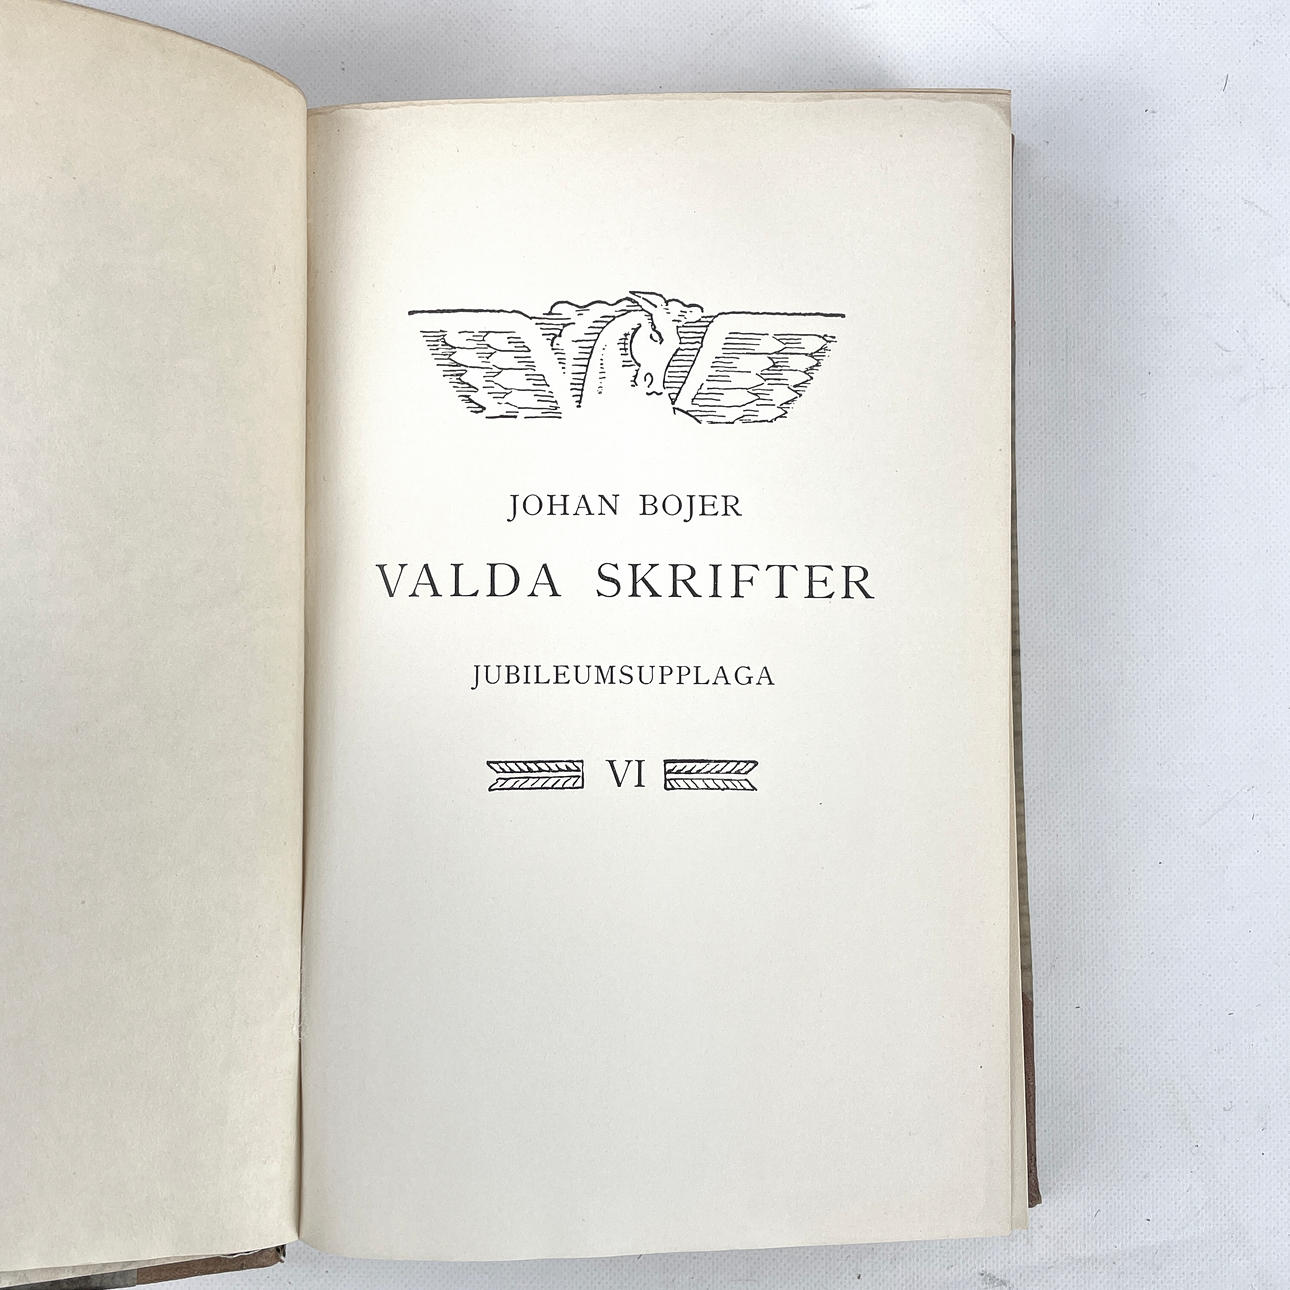 JOHAN BOJER
VALDA SKRIFTER
JUBILEUMSUPPLAGA
VI